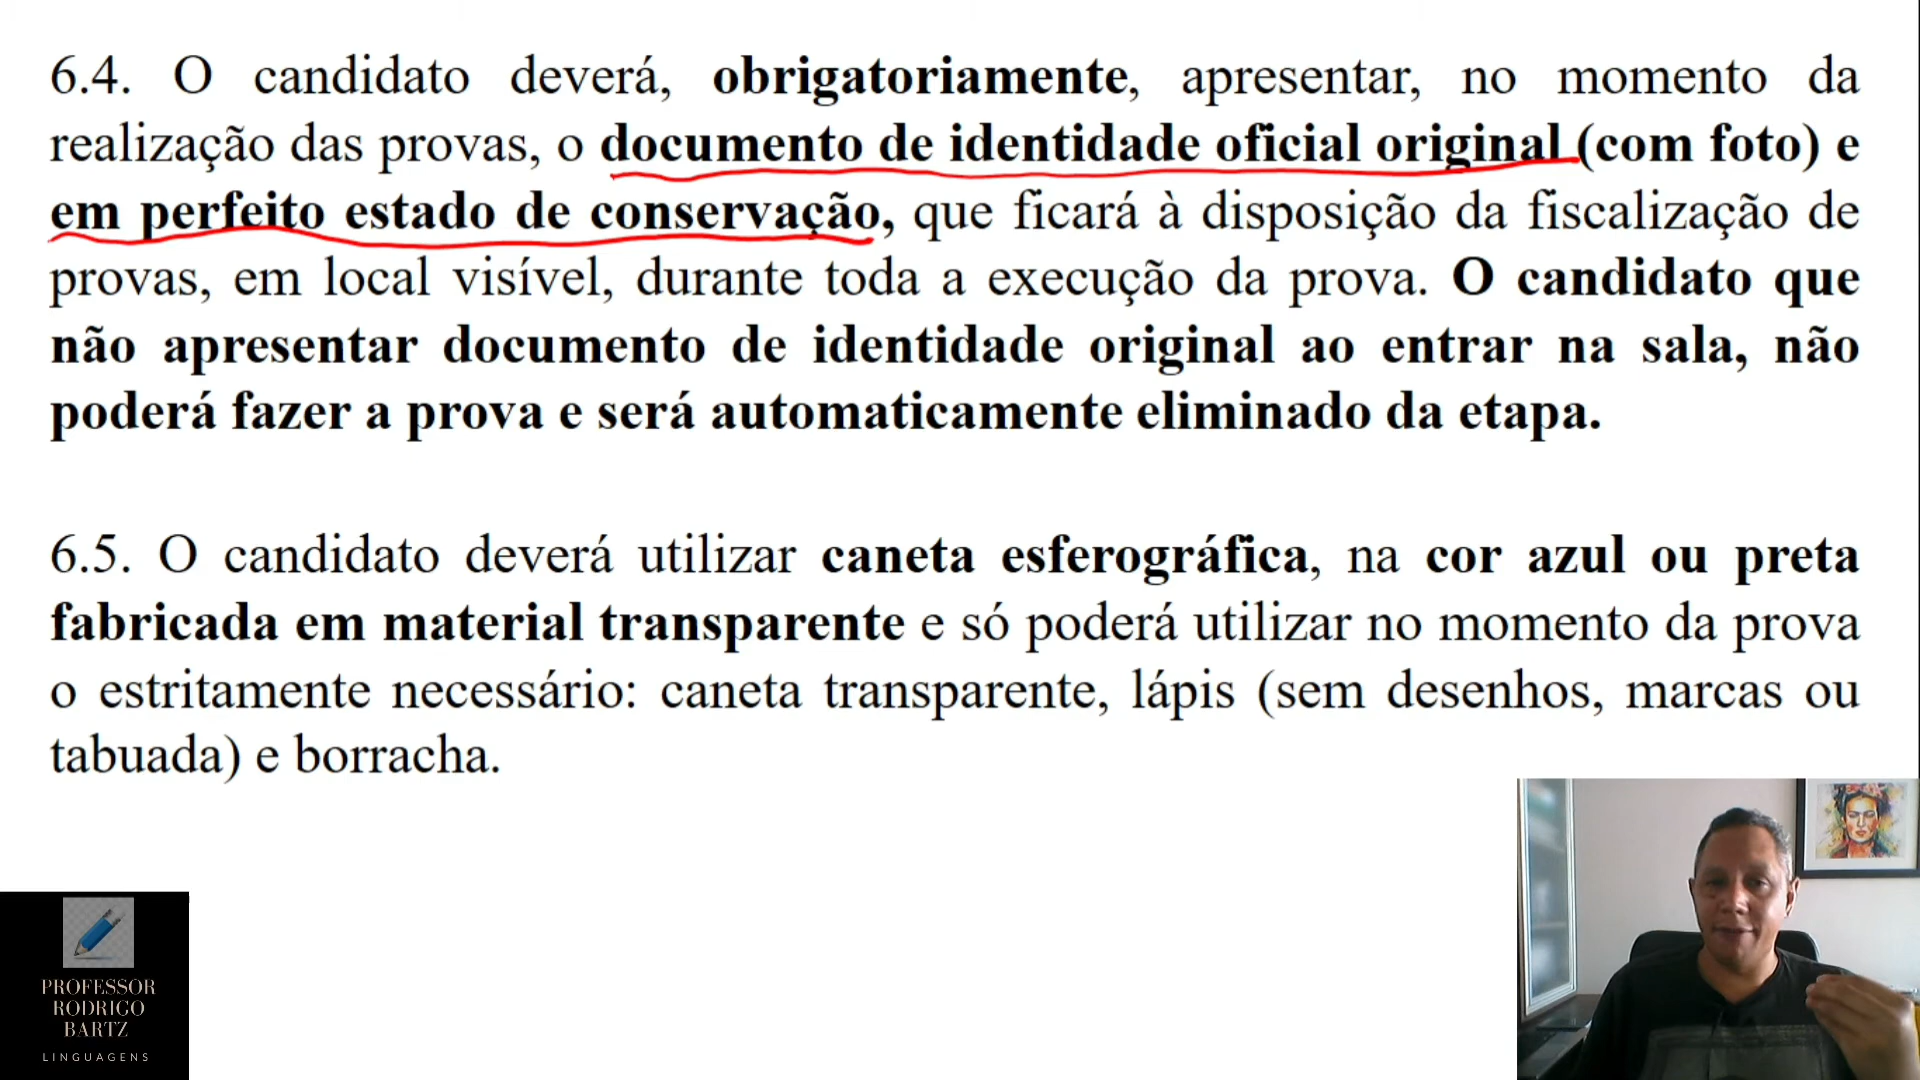 6.4. O candidato deverá, obrigatoriamente, apresentar, no momento da
realização das provas, o documento de identidade oficial original (com foto) e
em perfeito estado de conservação, que ficará à disposição da fiscalização de
provas, em local visível, durante toda a execução da prova. O candidato que
não apresentar documento de identidade original ao entrar na sala, não
poderá fazer a prova e será automaticamente eliminado da etapa.
6.5. O candidato deverá utilizar caneta esferográfica, na cor azul ou preta
fabricada em material transparente e só poderá utilizar no momento da prova
o estritamente necessário: caneta transparente, lápis (sem desenhos, marcas ou
tabuada) e borracha.
PROFESSOR
RODRIGO
BARTZ
LINGUAGENS